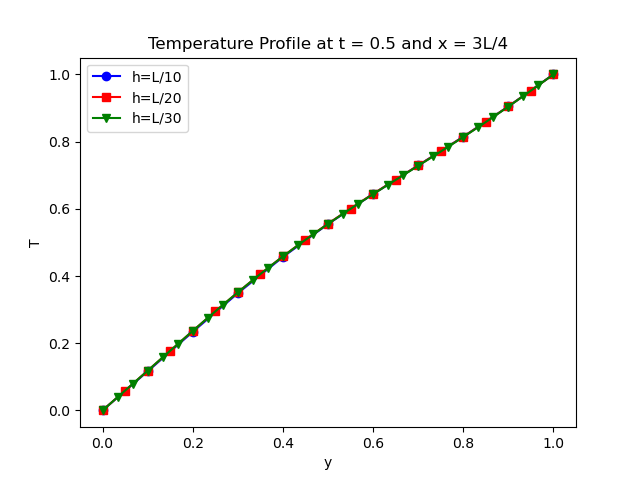 Temperature Profile at t = 0.5 and x = 3L/4
h=L/10
h=L/20
h=L/30
1.0
0.8
0.6
0.4
0.2
0.0
T
0.0 0.2 0.4 0.6 0.8 1.0
y